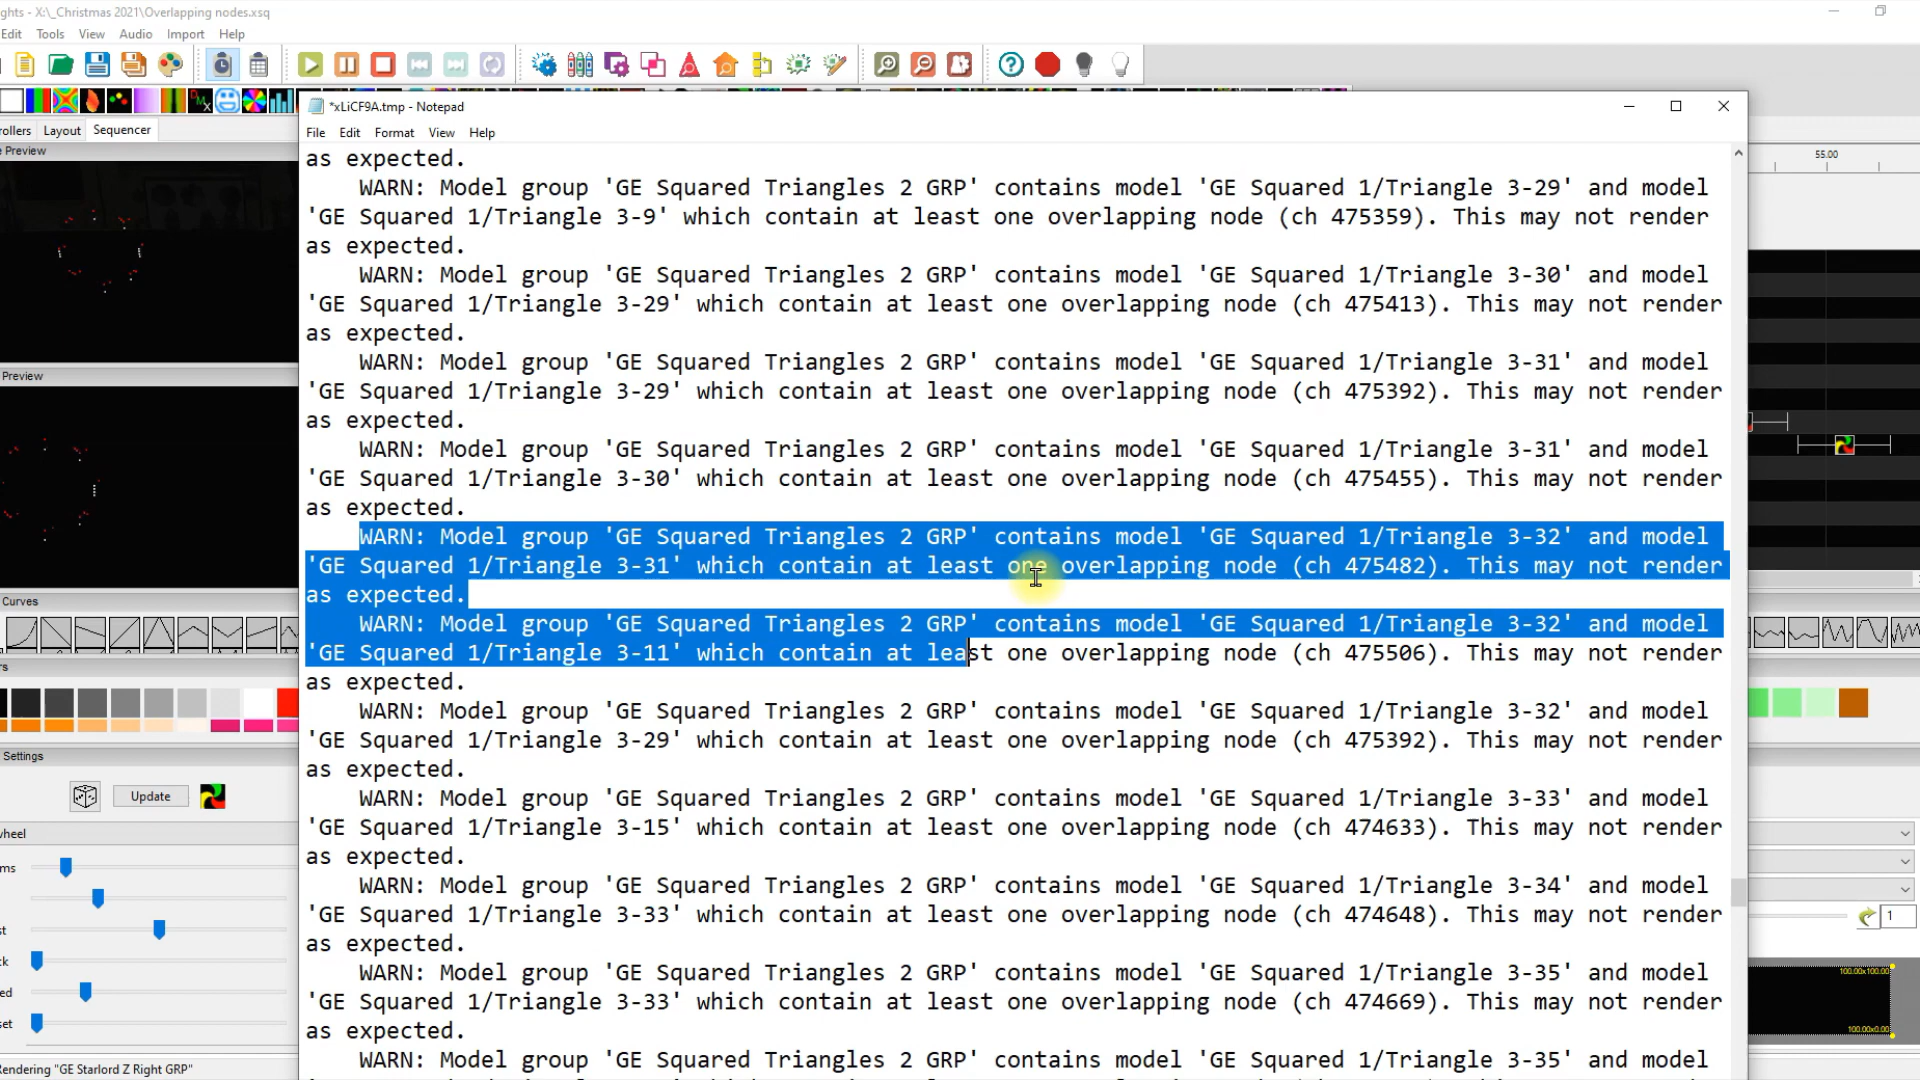 ghts - X:\_Christmas 2021\Overlapping nodes.xsq
Edit Tools View Audio Import Help
*xLiCF9A.tmp - Notepad
File Edit Format View Help
rollers Layout Sequencer
e Preview
Preview
Curves
rs
Settings
Update
wheel
ms
st
ck
ed
set
Rendering "GE Starlord Z Right GRP"
as expected.
WARN: Model group 'GE Squared Triangles 2 GRP' contains model 'GE Squared 1/Triangle 3-29' and model
'GE Squared 1/Triangle 3-9' which contain at least one overlapping node (ch 475359). This may not render
as expected.
WARN: Model group 'GE Squared Triangles 2 GRP' contains model 'GE Squared 1/Triangle 3-30' and model
'GE Squared 1/Triangle 3-29' which contain at least one overlapping node (ch 475413). This may not render
as expected.
WARN: Model group 'GE Squared Triangles 2 GRP' contains model 'GE Squared 1/Triangle 3-31' and model
'GE Squared 1/Triangle 3-29' which contain at least one overlapping node (ch 475392). This may not render
as expected.
WARN: Model group 'GE Squared Triangles 2 GRP' contains model 'GE Squared 1/Triangle 3-31' and model
'GE Squared 1/Triangle 3-30' which contain at least one overlapping node (ch 475455). This may not render
as expected.
WARN: Model group 'GE Squared Triangles 2 GRP' contains model 'GE Squared 1/Triangle 3-32' and model
'GE Squared 1/Triangle 3-31' which contain at least one overlapping node (ch 475482). This may not render
as expected.
WARN: Model group 'GE Squared Triangles 2 GRP' contains model 'GE Squared 1/Triangle 3-32' and model
'GE Squared 1/Triangle 3-11' which contain at least one overlapping node (ch 475506). This may not render
as expected.
WARN: Model group 'GE Squared Triangles 2 GRP' contains model 'GE Squared 1/Triangle 3-32' and model
'GE Squared 1/Triangle 3-29' which contain at least one overlapping node (ch 475392). This may not render
as expected.
WARN: Model group 'GE Squared Triangles 2 GRP' contains model 'GE Squared 1/Triangle 3-33' and model
'GE Squared 1/Triangle 3-15' which contain at least one overlapping node (ch 474633). This may not render
as expected.
WARN: Model group 'GE Squared Triangles 2 GRP' contains model 'GE Squared 1/Triangle 3-34' and model
'GE Squared 1/Triangle 3-33' which contain at least one overlapping node (ch 474648). This may not render
as expected.
WARN: Model group 'GE Squared Triangles 2 GRP' contains model 'GE Squared 1/Triangle 3-35' and model
'GE Squared 1/Triangle 3-33' which contain at least one overlapping node (ch 474669). This may not render
as expected.
WARN: Model group 'GE Squared Triangles 2 GRP' contains model 'GE Squared 1/Triangle 3-35' and model
55.00
1
100.00x100.00
100.00x0.00